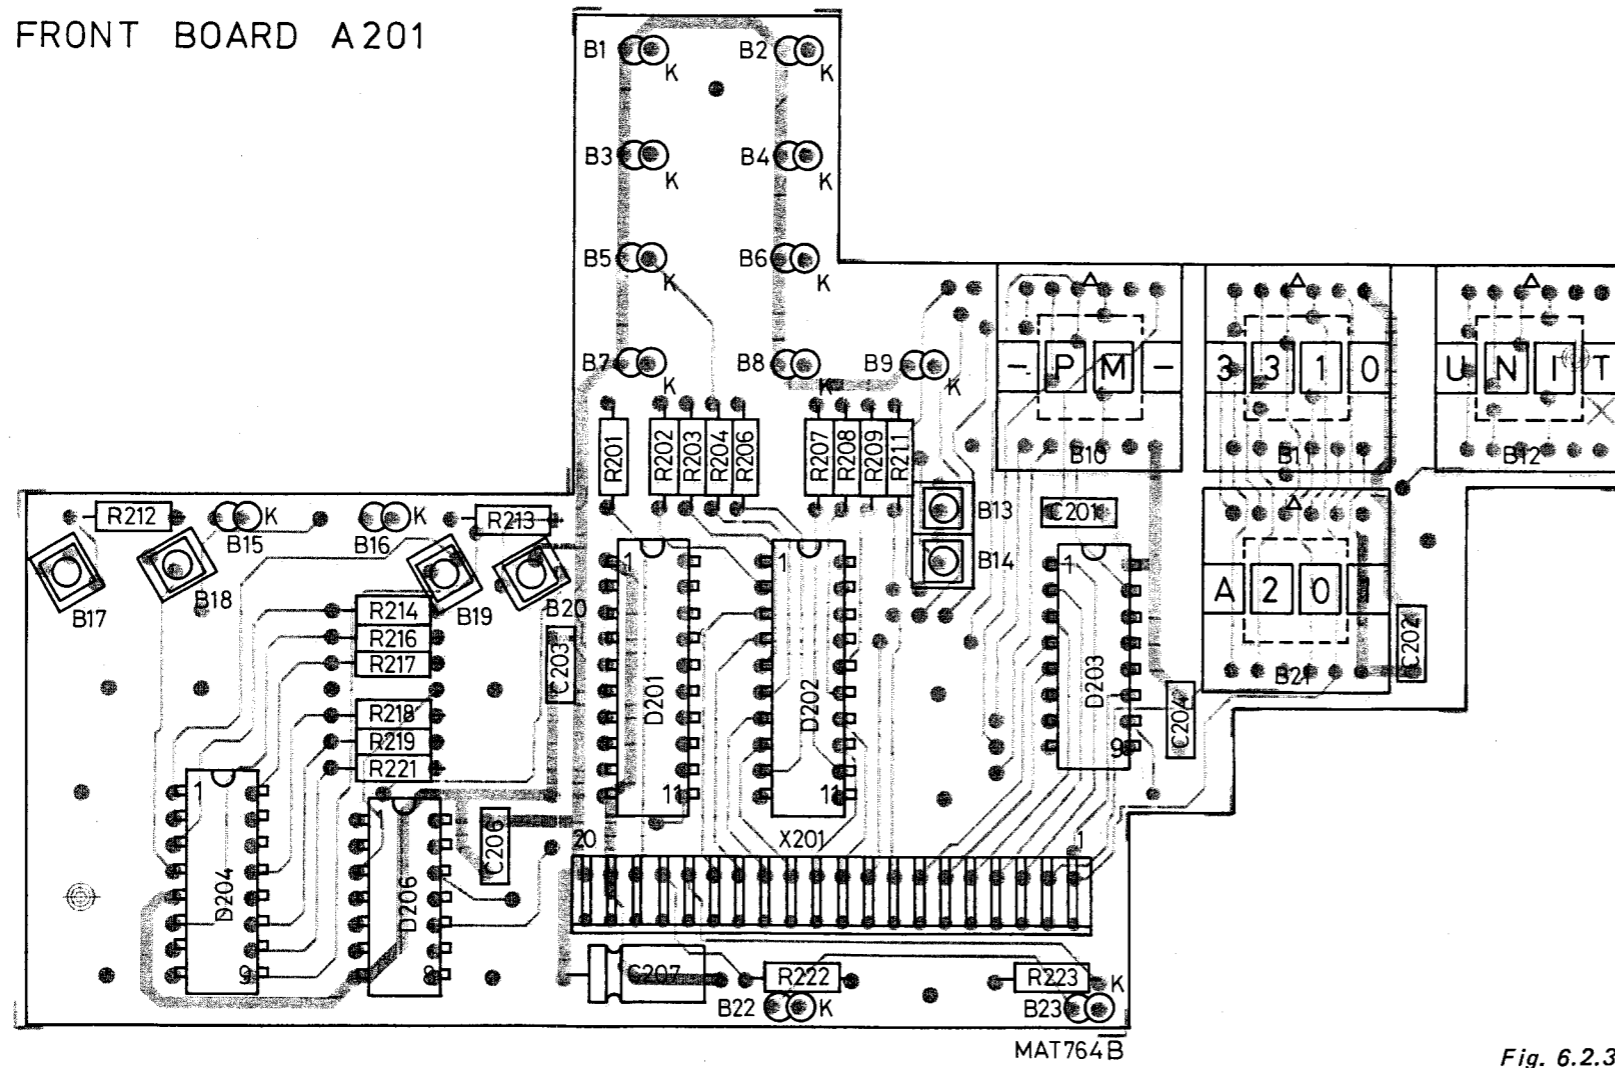 FRONT BOARD A201
B1 K B2 K
B3 K B4 K
B5 K B6 K
B7 K B8 K B9 K
- P M - 3 3 1 0 U N I T
B10 B11 B12
R201 R202 R203 R204 R206 R207 R208 R209 R211
R212 B15 K B16 K R213 B13 C201
B17 B18 B19 B20 1 1 B14 1
A 2 0
R214
R216
R217
C203 D201 D202 D203 B21 C202
R218
R219
R221
C204
1 11 11 9
1 C206 20 X201 1
D204 D206
9 8 C207 R222 R223 K
B22 K B23
MAT764B
Fig. 6.2.3